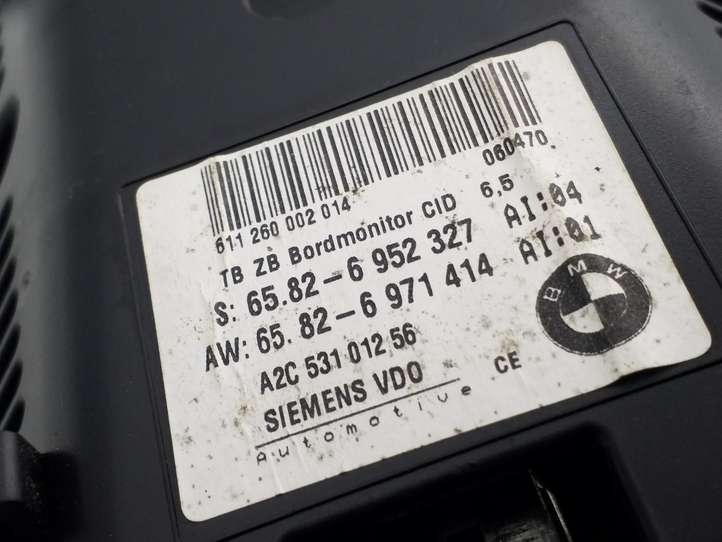 611 260 002 014 060470
TB ZB Bordmonitor CID 6,5
S: 65.82-6 952 327 AI:04
AW: 65.82-6 971 414 AI:01
A2C 531 012 56
SIEMENS VDO CE
Automotive
BMW